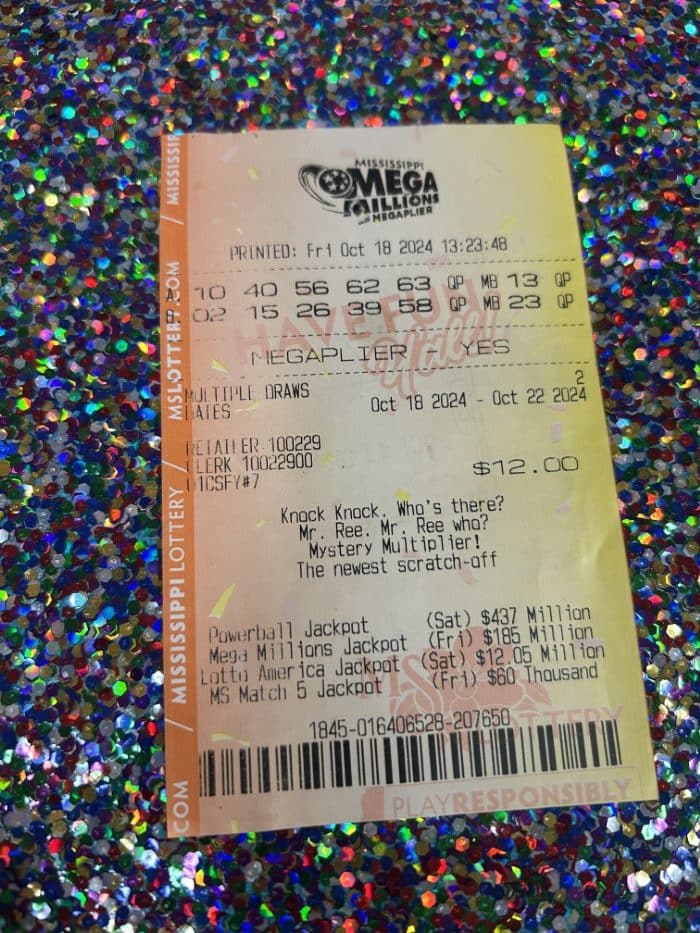 MISSISSIPPI
MEGA
MILLIONS
MEGAPLIER
PRINTED: Fri Oct 18 2024 13:23:48
A. 10 40 56 62 63 QP MB 13 QP
B. 02 15 26 39 58 QP MB 23 QP
HAVE FUN
MEGAPLIER - YES
MULTIPLE DRAWS 2
DATES Oct 18 2024 - Oct 22 2024
RETAILER 100229
CLERK 10022900
$12.00
Knock Knock. Who's there?
Mr. Ree. Mr. Ree who?
Mystery Multiplier!
The newest scratch-off
Powerball Jackpot (Sat) $437 Million
Mega Millions Jackpot (Fri) $185 Million
Lotto America Jackpot (Sat) $12.05 Million
MS Match 5 Jackpot (Fri) $60 Thousand
1845-016406528-207650
PLAYRESPONSIBLY
COM / MISSISSIPPI LOTTERY / MSLOTTERY.COM / MISSISSIP